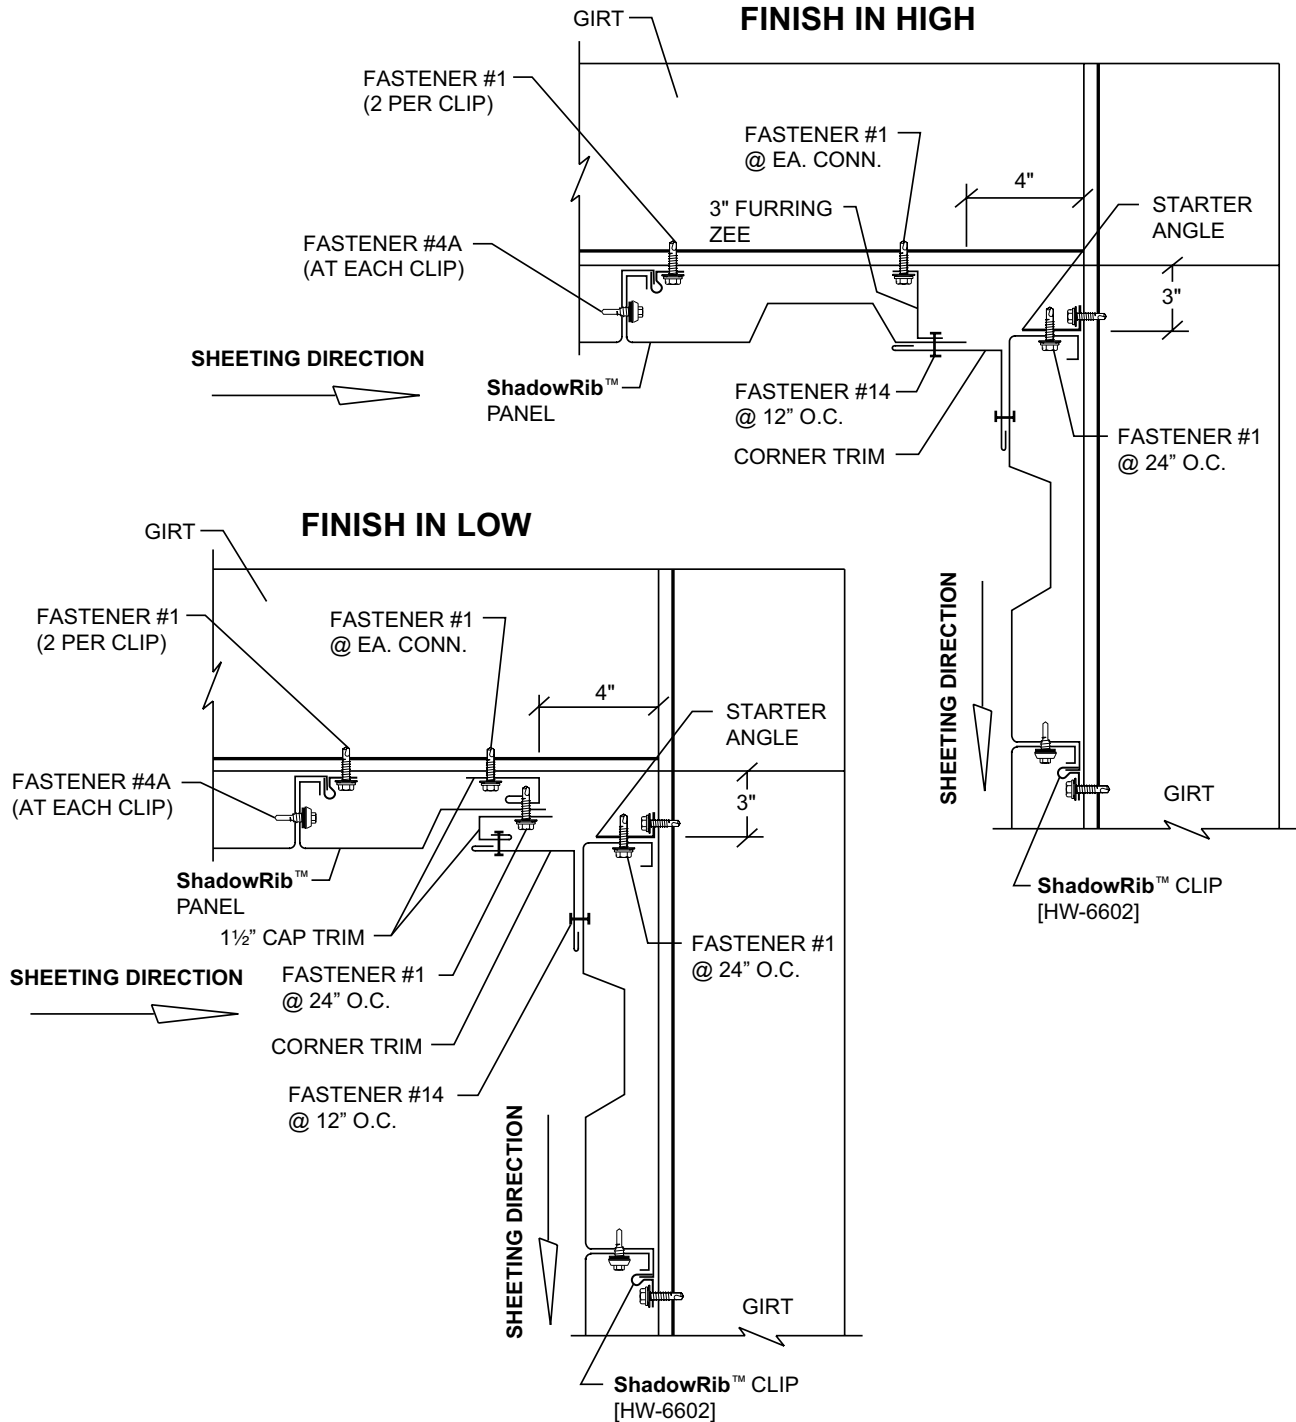 FINISH IN HIGH
GIRT
FASTENER #1
(2 PER CLIP)
FASTENER #1
@ EA. CONN.
4"
3" FURRING
ZEE
STARTER
ANGLE
FASTENER #4A
(AT EACH CLIP)
3"
SHEETING DIRECTION
ShadowRib™
PANEL
FASTENER #14
@ 12” O.C.
CORNER TRIM
FASTENER #1
@ 24” O.C.
SHEETING DIRECTION
GIRT
ShadowRib™ CLIP
[HW-6602]
FINISH IN LOW
GIRT
FASTENER #1
(2 PER CLIP)
FASTENER #1
@ EA. CONN.
4"
STARTER
ANGLE
FASTENER #4A
(AT EACH CLIP)
3"
ShadowRib™
PANEL
1½” CAP TRIM
FASTENER #1
@ 24” O.C.
SHEETING DIRECTION
FASTENER #1
@ 24” O.C.
CORNER TRIM
FASTENER #14
@ 12” O.C.
SHEETING DIRECTION
GIRT
ShadowRib™ CLIP
[HW-6602]